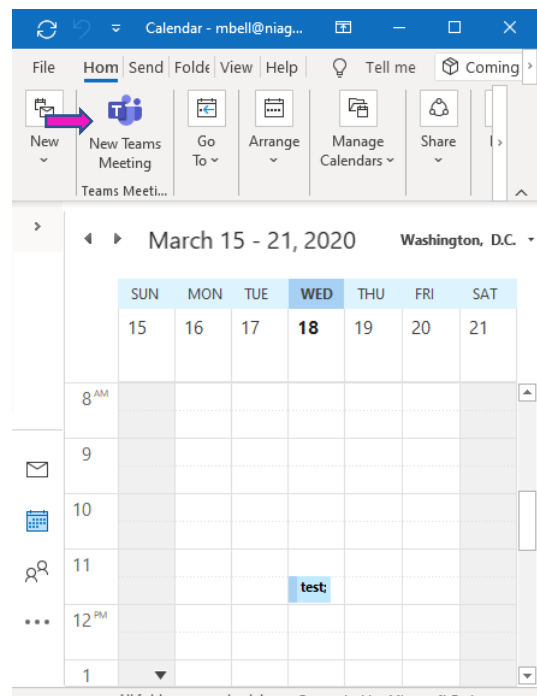 Calendar - mbell@niag...
File Hom Send Folde View Help Tell me Coming
New
New Teams Meeting
Go To
Arrange
Manage Calendars
Share
Teams Meeti...
March 15 - 21, 2020 Washington, D.C.
SUN MON TUE WED THU FRI SAT
15 16 17 18 19 20 21
8 AM
9
10
11
test;
12 PM
1